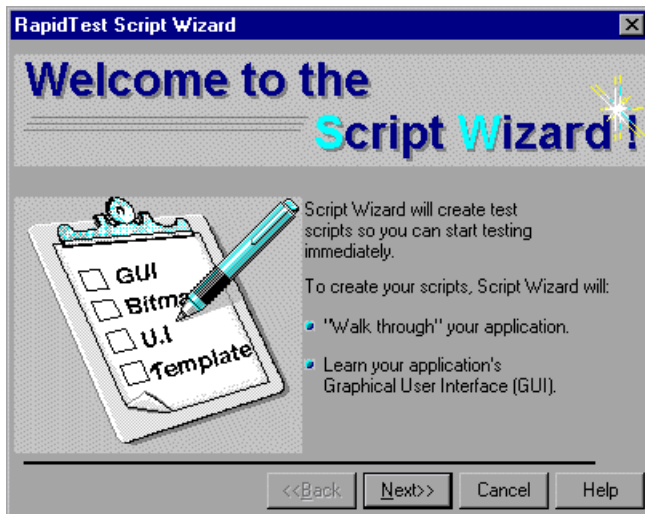 RapidTest Script Wizard
Welcome to the
Script Wizard !
GUI
Bitma
U.I
Template
Script Wizard will create test
scripts so you can start testing
immediately.
To create your scripts, Script Wizard will:
"Walk through" your application.
Learn your application's
Graphical User Interface (GUI).
<<Back
Next>>
Cancel
Help